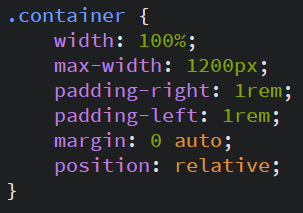 .container {
    width: 100%;
    max-width: 1200px;
    padding-right: 1rem;
    padding-left: 1rem;
    margin: 0 auto;
    position: relative;
}